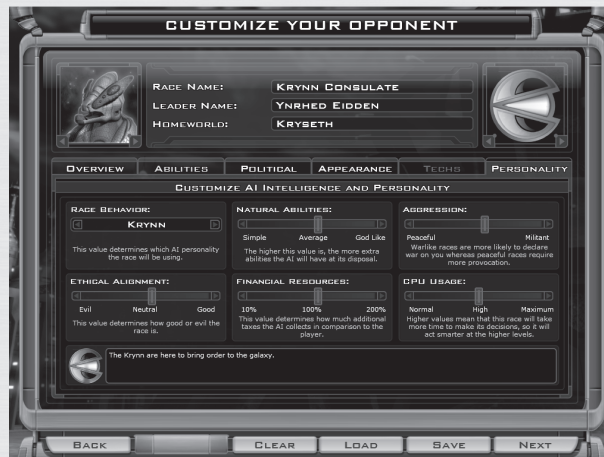 CUSTOMIZE YOUR OPPONENT
RACE NAME: KRYNN CONSULATE
LEADER NAME: YNRHED EIDDEN
HOMEWORLD: KRYSETH
OVERVIEW ABILITIES POLITICAL APPEARANCE TECHS PERSONALITY
CUSTOMIZE AI INTELLIGENCE AND PERSONALITY
RACE BEHAVIOR:
KRYNN
This value determines which AI personality
the race will be using.
NATURAL ABILITIES:
Simple Average God Like
The higher this value is, the more extra
abilities the AI will have at its disposal.
AGGRESSION:
Peaceful Militant
Warlike races are more likely to declare
war on you whereas peaceful races require
more provocation.
ETHICAL ALIGNMENT:
Evil Neutral Good
This value determines how good or evil the
race is.
FINANCIAL RESOURCES:
10% 100% 200%
This value determines how much additional
taxes the AI collects in comparison to the
player.
CPU USAGE:
Normal High Maximum
Higher values mean that this race will take
more time to make its decisions, so it will
act smarter at the higher levels.
The Krynn are here to bring order to the galaxy.
BACK CLEAR LOAD SAVE NEXT